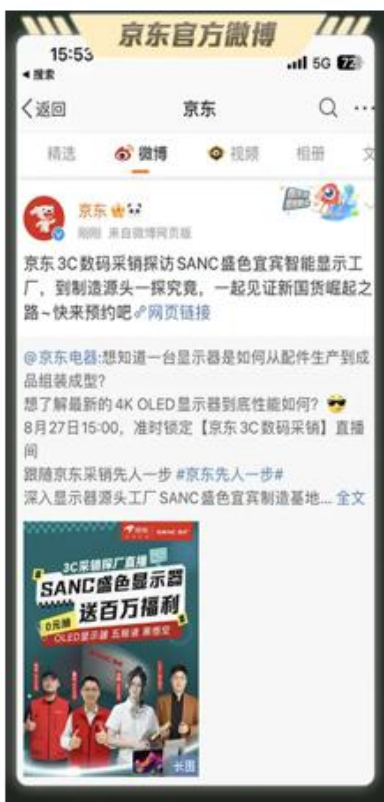 京东官方微博
15:53
5G 72
搜索
返回
京东
精选 微博 视频 相册 文
京东
刚刚 来自微博网页版
京东3C数码采销探访SANC盛色宜宾智能显示工
厂，到制造源头一探究竟，一起见证新国货崛起之
路~快来预约吧网页链接
@京东电器:想知道一台显示器是如何从配件生产到成
品组装成型?
想了解最新的4K OLED显示器到底性能如何?
8月27日15:00，准时锁定【京东3C数码采销】直播
间
跟随京东采销先人一步 #京东先人一步#
深入显示器源头工厂SANC盛色宜宾制造基地... 全文
3C采销探厂直播
SANC盛色显示器
送百万福利
0元抽
OLED显示器 五粮液 黑悟空
长图